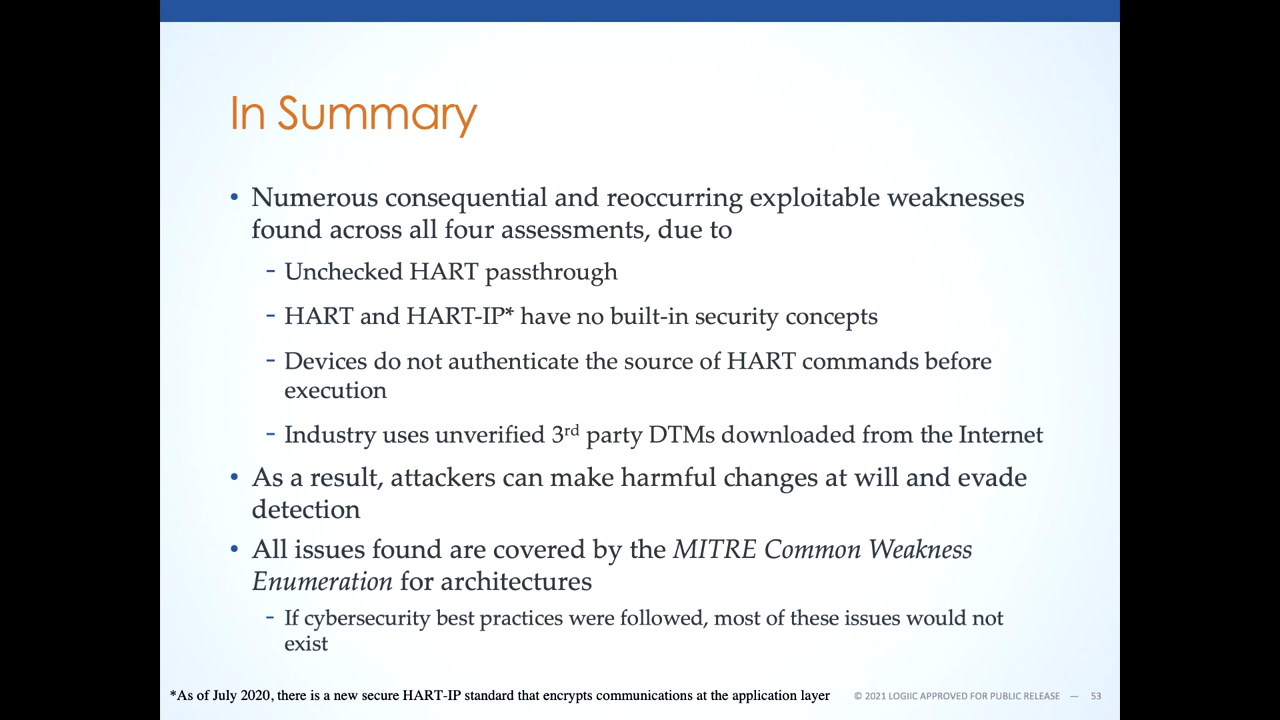 In Summary
• Numerous consequential and reoccurring exploitable weaknesses
found across all four assessments, due to
- Unchecked HART passthrough
- HART and HART-IP* have no built-in security concepts
- Devices do not authenticate the source of HART commands before
execution
- Industry uses unverified 3rd party DTMs downloaded from the Internet
• As a result, attackers can make harmful changes at will and evade
detection
• All issues found are covered by the MITRE Common Weakness
Enumeration for architectures
- If cybersecurity best practices were followed, most of these issues would not
exist
*As of July 2020, there is a new secure HART-IP standard that encrypts communications at the application layer
© 2021 LOGIIC APPROVED FOR PUBLIC RELEASE — 53